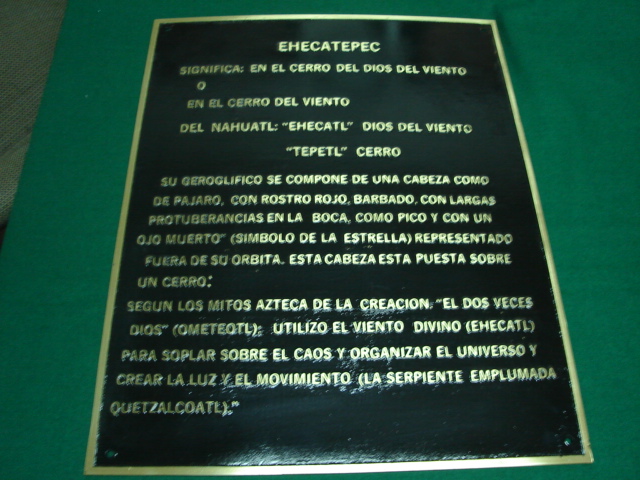 EHECATEPEC
SIGNIFICA: EN EL CERRO DEL DIOS DEL VIENTO
O
EN EL CERRO DEL VIENTO
DEL NAHUATL: "EHECATL" DIOS DEL VIENTO
"TEPETL" CERRO
SU GEROGLIFICO SE COMPONE DE UNA CABEZA COMO
DE PAJARO, CON ROSTRO ROJO, BARBADO, CON LARGAS
PROTUBERANCIAS EN LA BOCA, COMO PICO Y CON UN
OJO MUERTO" (SIMBOLO DE LA ESTRELLA) REPRESENTADO
FUERA DE SU ORBITA. ESTA CABEZA ESTA PUESTA SOBRE
UN CERRO:
SEGUN LOS MITOS AZTECA DE LA CREACION: "EL DOS VECES
DIOS" (OMETEOTL); UTILIZO EL VIENTO DIVINO (EHECATL)
PARA SOPLAR SOBRE EL CAOS Y ORGANIZAR EL UNIVERSO Y
CREAR LA LUZ Y EL MOVIMIENTO (LA SERPIENTE EMPLUMADA
QUETZALCOATL)."